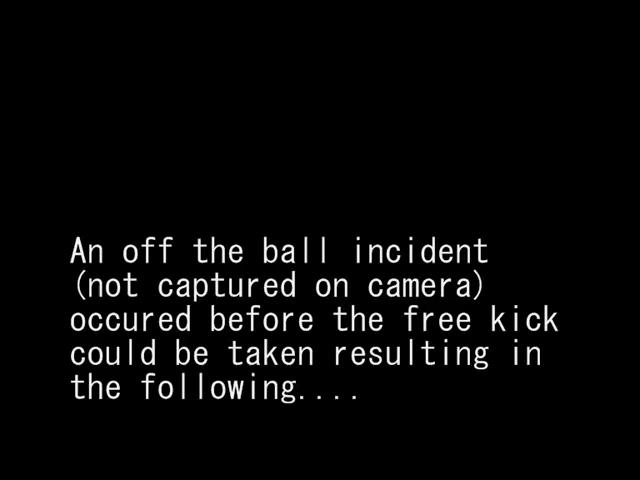 An off the ball incident
(not captured on camera)
occured before the free kick
could be taken resulting in
the following....